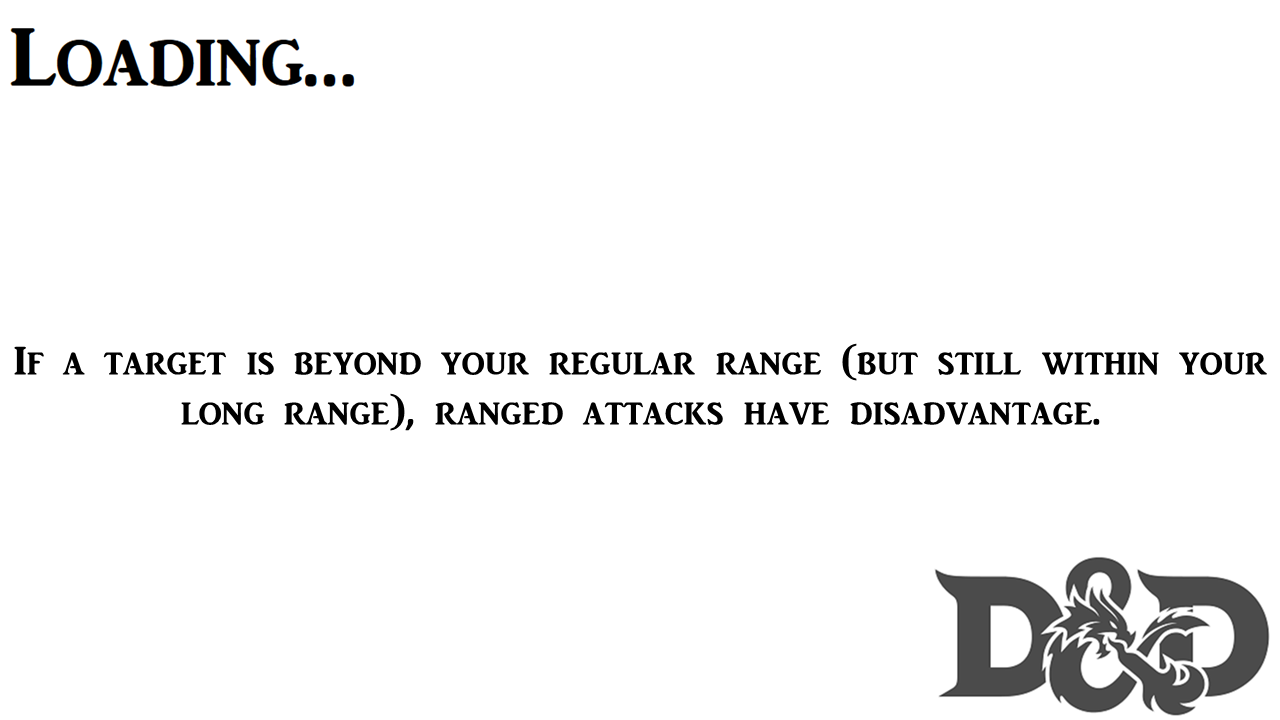 Loading...
If a target is beyond your regular range (but still within your
long range), ranged attacks have disadvantage.
D&D